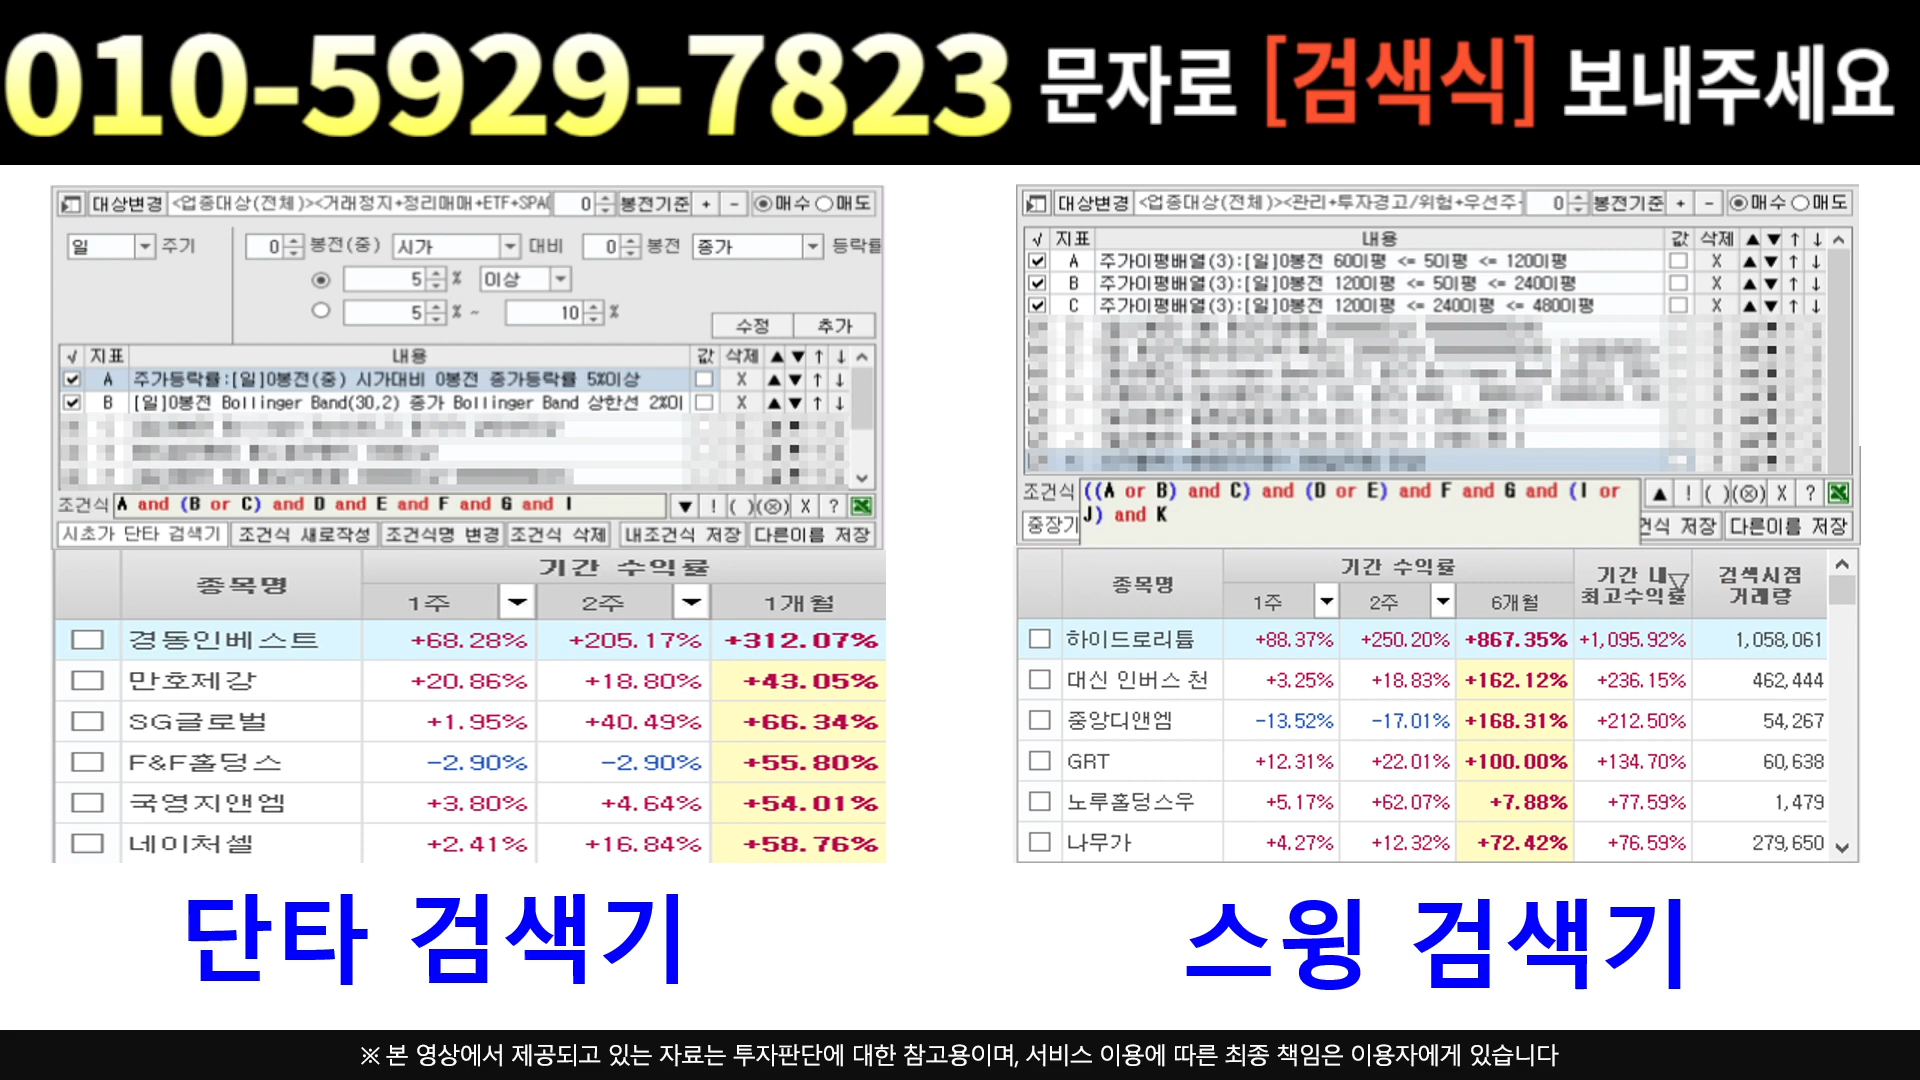 010-5929-7823 문자로 [검색식] 보내주세요
대상변경 <업종대상(전체)><거래정지+정리매매+ETF+SPA 0 봉전기준 + - 매수 매도
일 주기 0 봉전(중) 시가 대비 0 봉전 종가 등락률
5 % 이상
5 % ~ 10 %
수정 추가
√ 지표 내용 값 삭제 ▲▼↑↓
A 주가등락률:[일]0봉전(중) 시가대비 0봉전 종가등락률 5%이상 X ▲▼↑↓
B [일]0봉전 Bollinger Band(30,2) 종가 Bollinger Band 상한선 2%이 X ▲▼↑↓
조건식 A and (B or C) and D and E and F and G and I ▼ ! ( )(⊗) X ?
시초가 단타 검색기 조건식 새로작성 조건식명 변경 조건식 삭제 내조건식 저장 다른이름 저장
종목명 기간 수익률
1주 2주 1개월
경동인베스트 +68.28% +205.17% +312.07%
만호제강 +20.86% +18.80% +43.05%
SG글로벌 +1.95% +40.49% +66.34%
F&F홀딩스 -2.90% -2.90% +55.80%
국영지앤엠 +3.80% +4.64% +54.01%
네이처셀 +2.41% +16.84% +58.76%
단타 검색기
대상변경 <업종대상(전체)><관리+투자경고/위험+우선주+ 0 봉전기준 + - 매수 매도
√ 지표 내용 값 삭제 ▲▼↑↓
A 주가이평배열(3):[일]0봉전 60이평 <= 5이평 <= 120이평 X ▲▼↑↓
B 주가이평배열(3):[일]0봉전 120이평 <= 5이평 <= 240이평 X ▲▼↑↓
C 주가이평배열(3):[일]0봉전 120이평 <= 240이평 <= 480이평 X ▲▼↑↓
조건식 ((A or B) and C) and (D or E) and F and G and (I or J) and K ▲ ! ( )(⊗) X ?
중장기 건식 저장 다른이름 저장
종목명 기간 수익률 기간 내 최고수익률 검색시점 거래량
1주 2주 6개월
하이드로리튬 +88.37% +250.20% +867.35% +1,095.92% 1,058,061
대신 인버스 천 +3.25% +18.83% +162.12% +236.15% 462,444
중앙디앤엠 -13.52% -17.01% +168.31% +212.50% 54,267
GRT +12.31% +22.01% +100.00% +134.70% 60,638
노루홀딩스우 +5.17% +62.07% +7.88% +77.59% 1,479
나무가 +4.27% +12.32% +72.42% +76.59% 279,650
스윙 검색기
※ 본 영상에서 제공되고 있는 자료는 투자판단에 대한 참고용이며, 서비스 이용에 따른 최종 책임은 이용자에게 있습니다